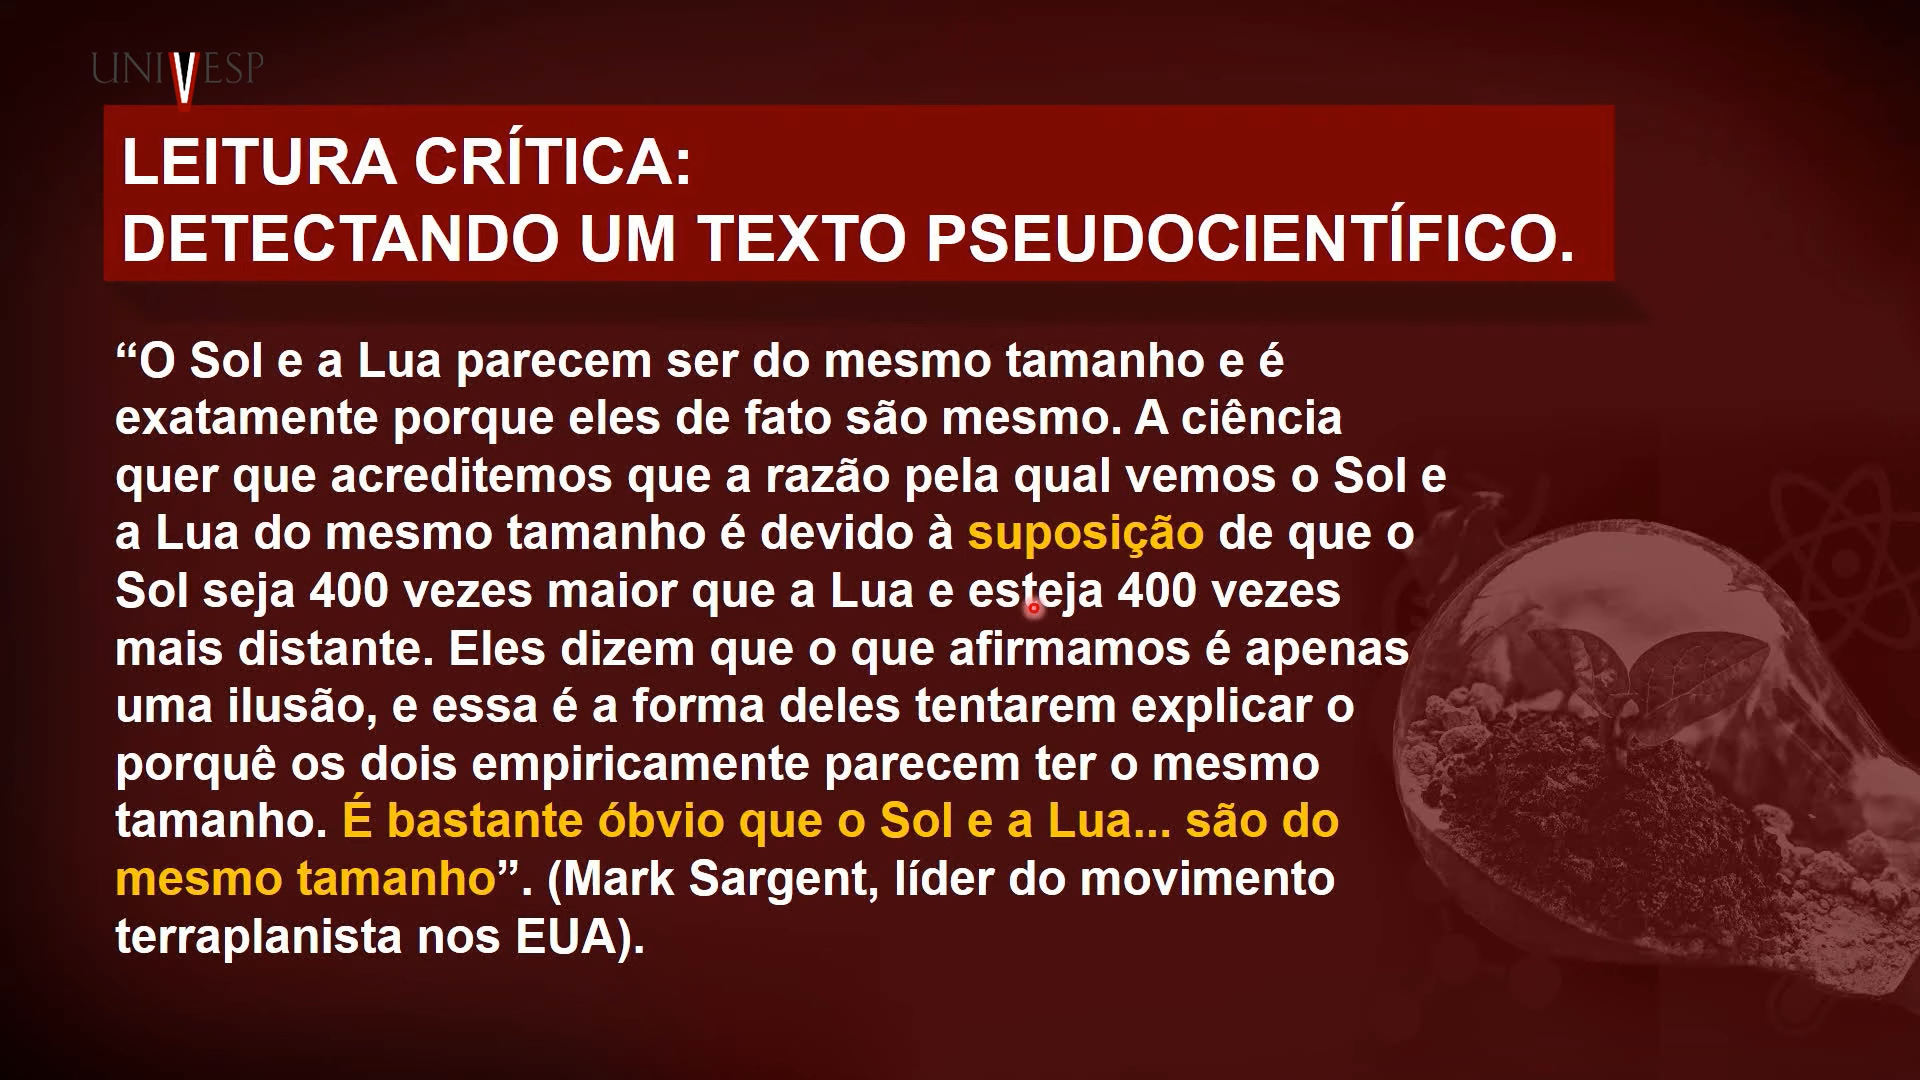 UNIVESP
LEITURA CRÍTICA:
DETECTANDO UM TEXTO PSEUDOCIENTÍFICO.
“O Sol e a Lua parecem ser do mesmo tamanho e é
exatamente porque eles de fato são mesmo. A ciência
quer que acreditemos que a razão pela qual vemos o Sol e
a Lua do mesmo tamanho é devido à suposição de que o
Sol seja 400 vezes maior que a Lua e esteja 400 vezes
mais distante. Eles dizem que o que afirmamos é apenas
uma ilusão, e essa é a forma deles tentarem explicar o
porquê os dois empiricamente parecem ter o mesmo
tamanho. É bastante óbvio que o Sol e a Lua... são do
mesmo tamanho”. (Mark Sargent, líder do movimento
terraplanista nos EUA).